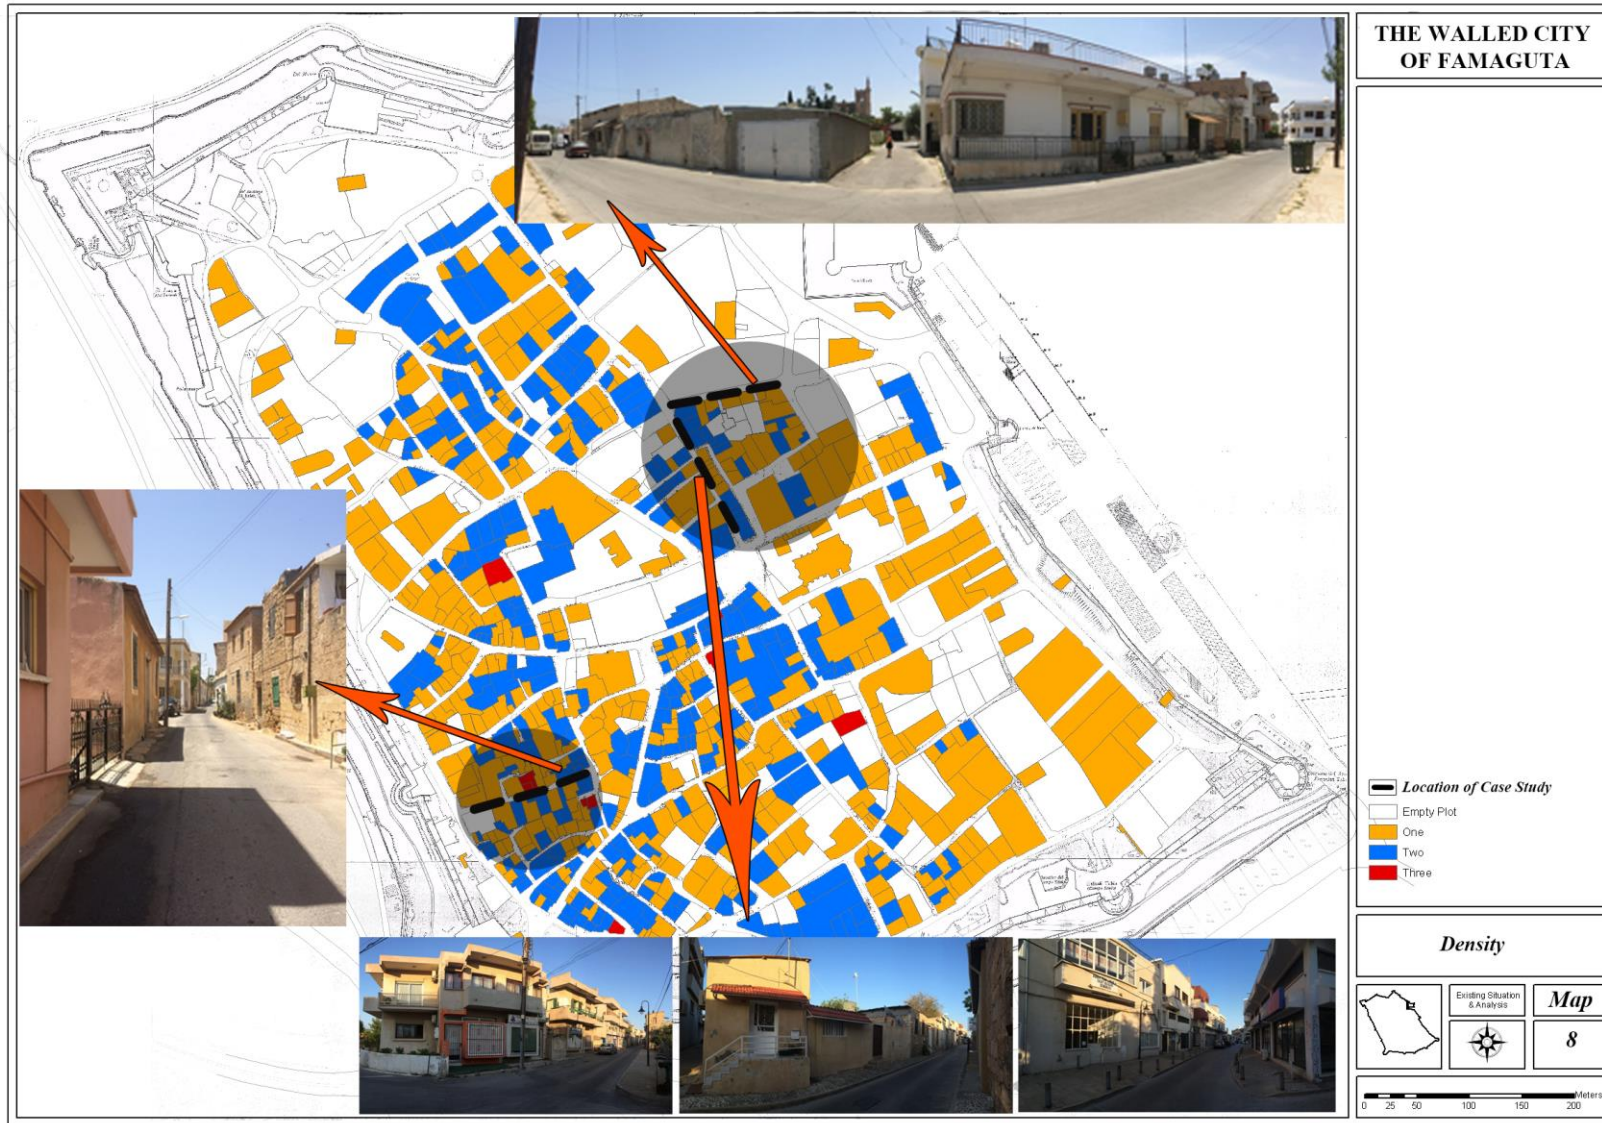 THE WALLED CITY
OF FAMAGUTA
Location of Case Study
Empty Plot
One
Two
Three
Density
Existing Situation
& Analysis
Map
8
Meters
0 25 50 100 150 200